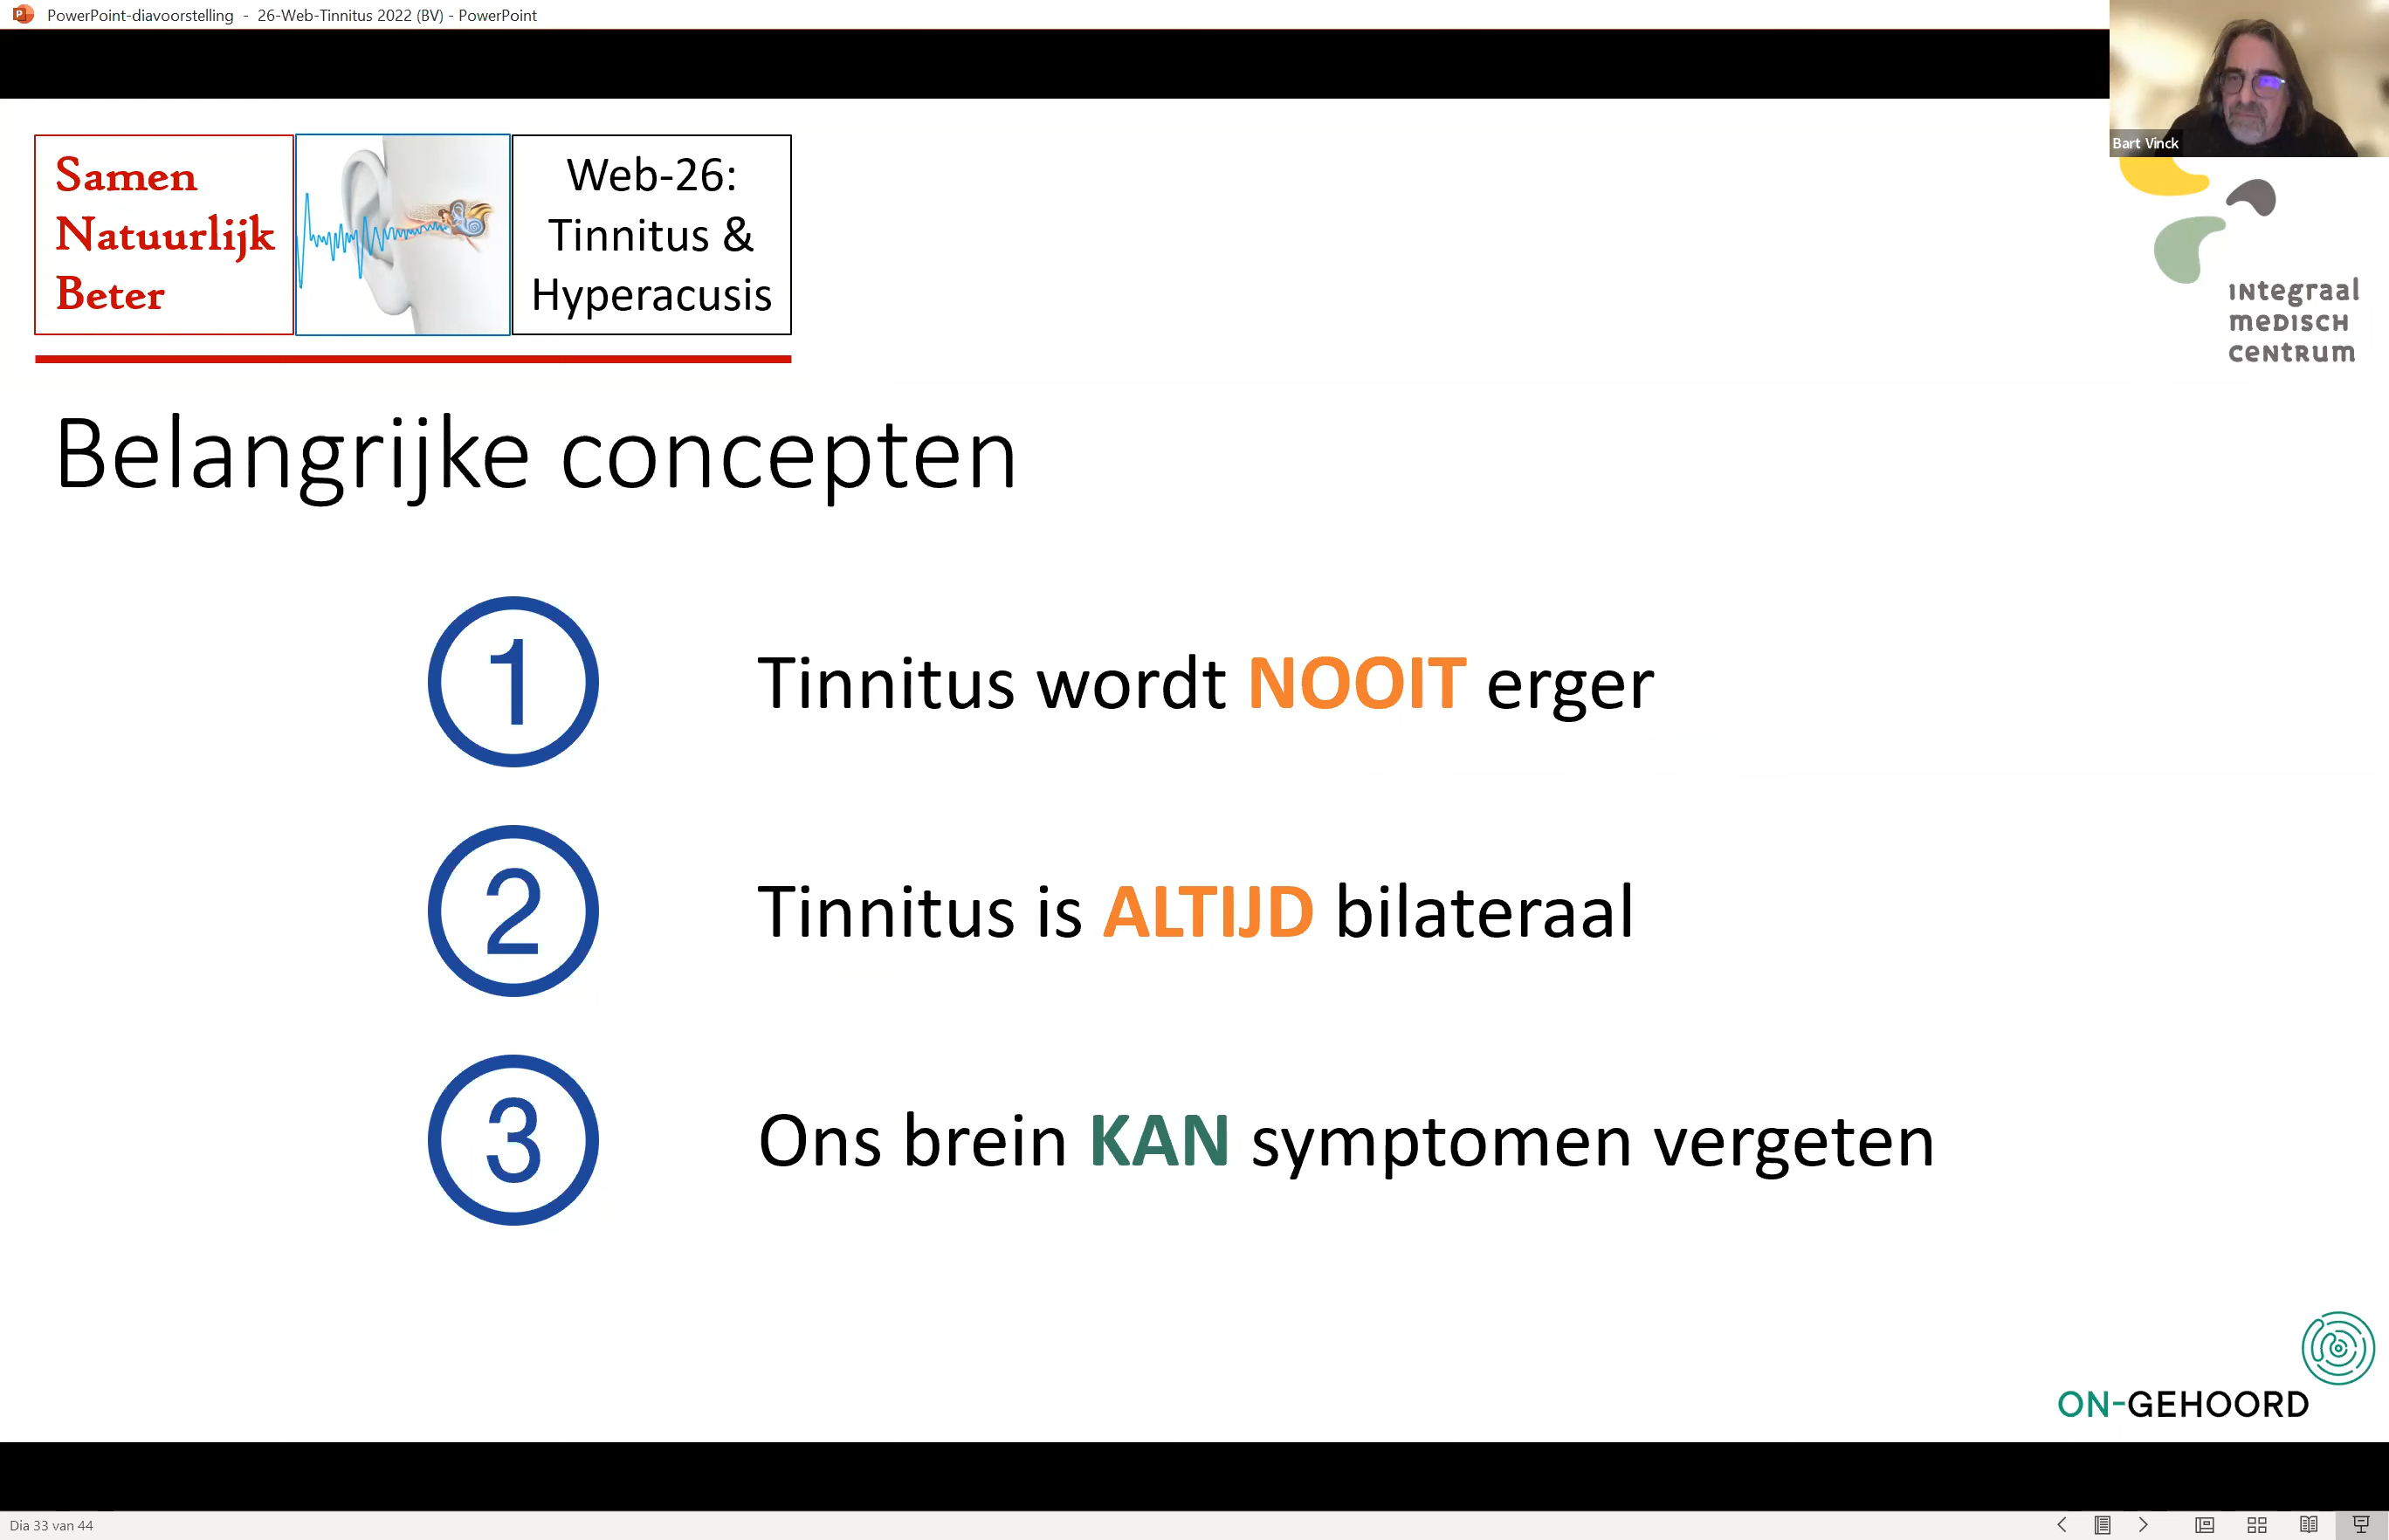 PowerPoint-diavoorstelling - 26-Web-Tinnitus 2022 (BV) - PowerPoint
Bart Vinck
Samen
Natuurlijk
Beter
Web-26:
Tinnitus &
Hyperacusis
integraal
medisch
centrum
Belangrijke concepten
1 Tinnitus wordt NOOIT erger
2 Tinnitus is ALTIJD bilateraal
3 Ons brein KAN symptomen vergeten
ON-GEHOORD
Dia 33 van 44